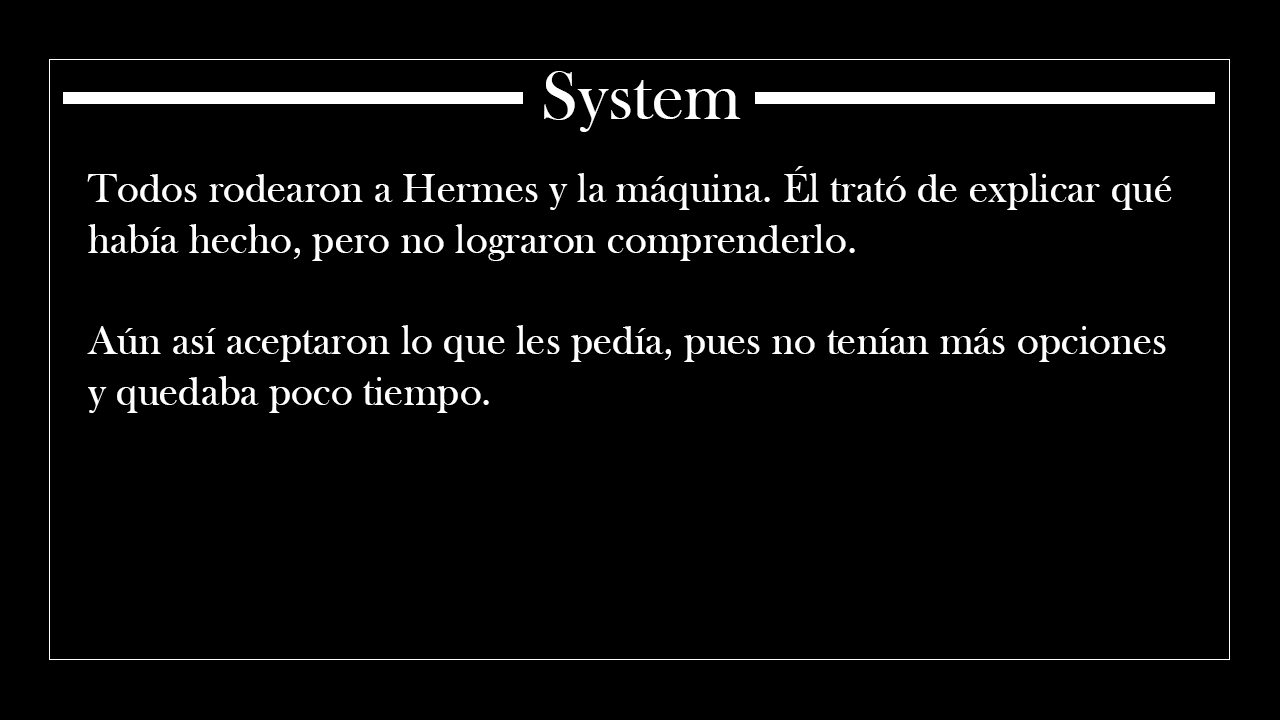 System
Todos rodearon a Hermes y la máquina. Él trató de explicar qué
había hecho, pero no lograron comprenderlo.
Aún así aceptaron lo que les pedía, pues no tenían más opciones
y quedaba poco tiempo.